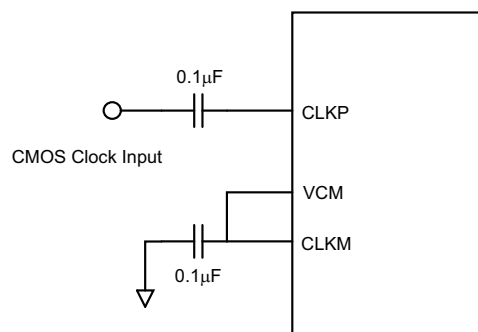 0.1μF
CLKP
CMOS Clock Input
VCM
CLKM
0.1μF